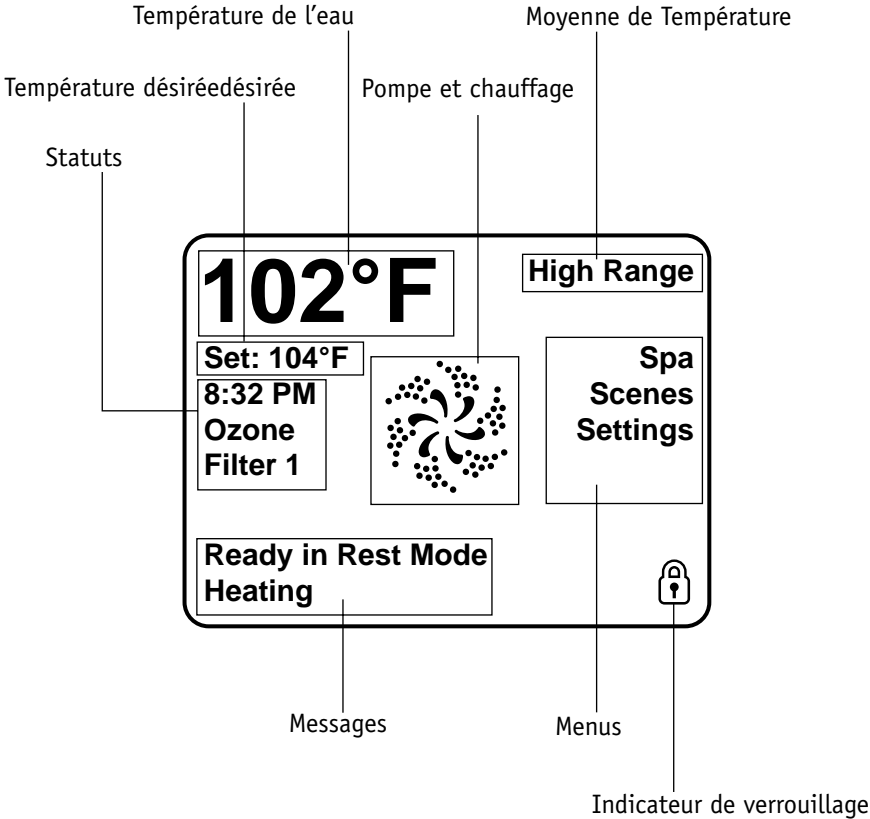 Température de l'eau
Moyenne de Température
Température désiréedésirée
Pompe et chauffage
Statuts
102°F
High Range
Set: 104°F
8:32 PM
Ozone
Filter 1
Spa
Scenes
Settings
Ready in Rest Mode
Heating
Messages
Menus
Indicateur de verrouillage